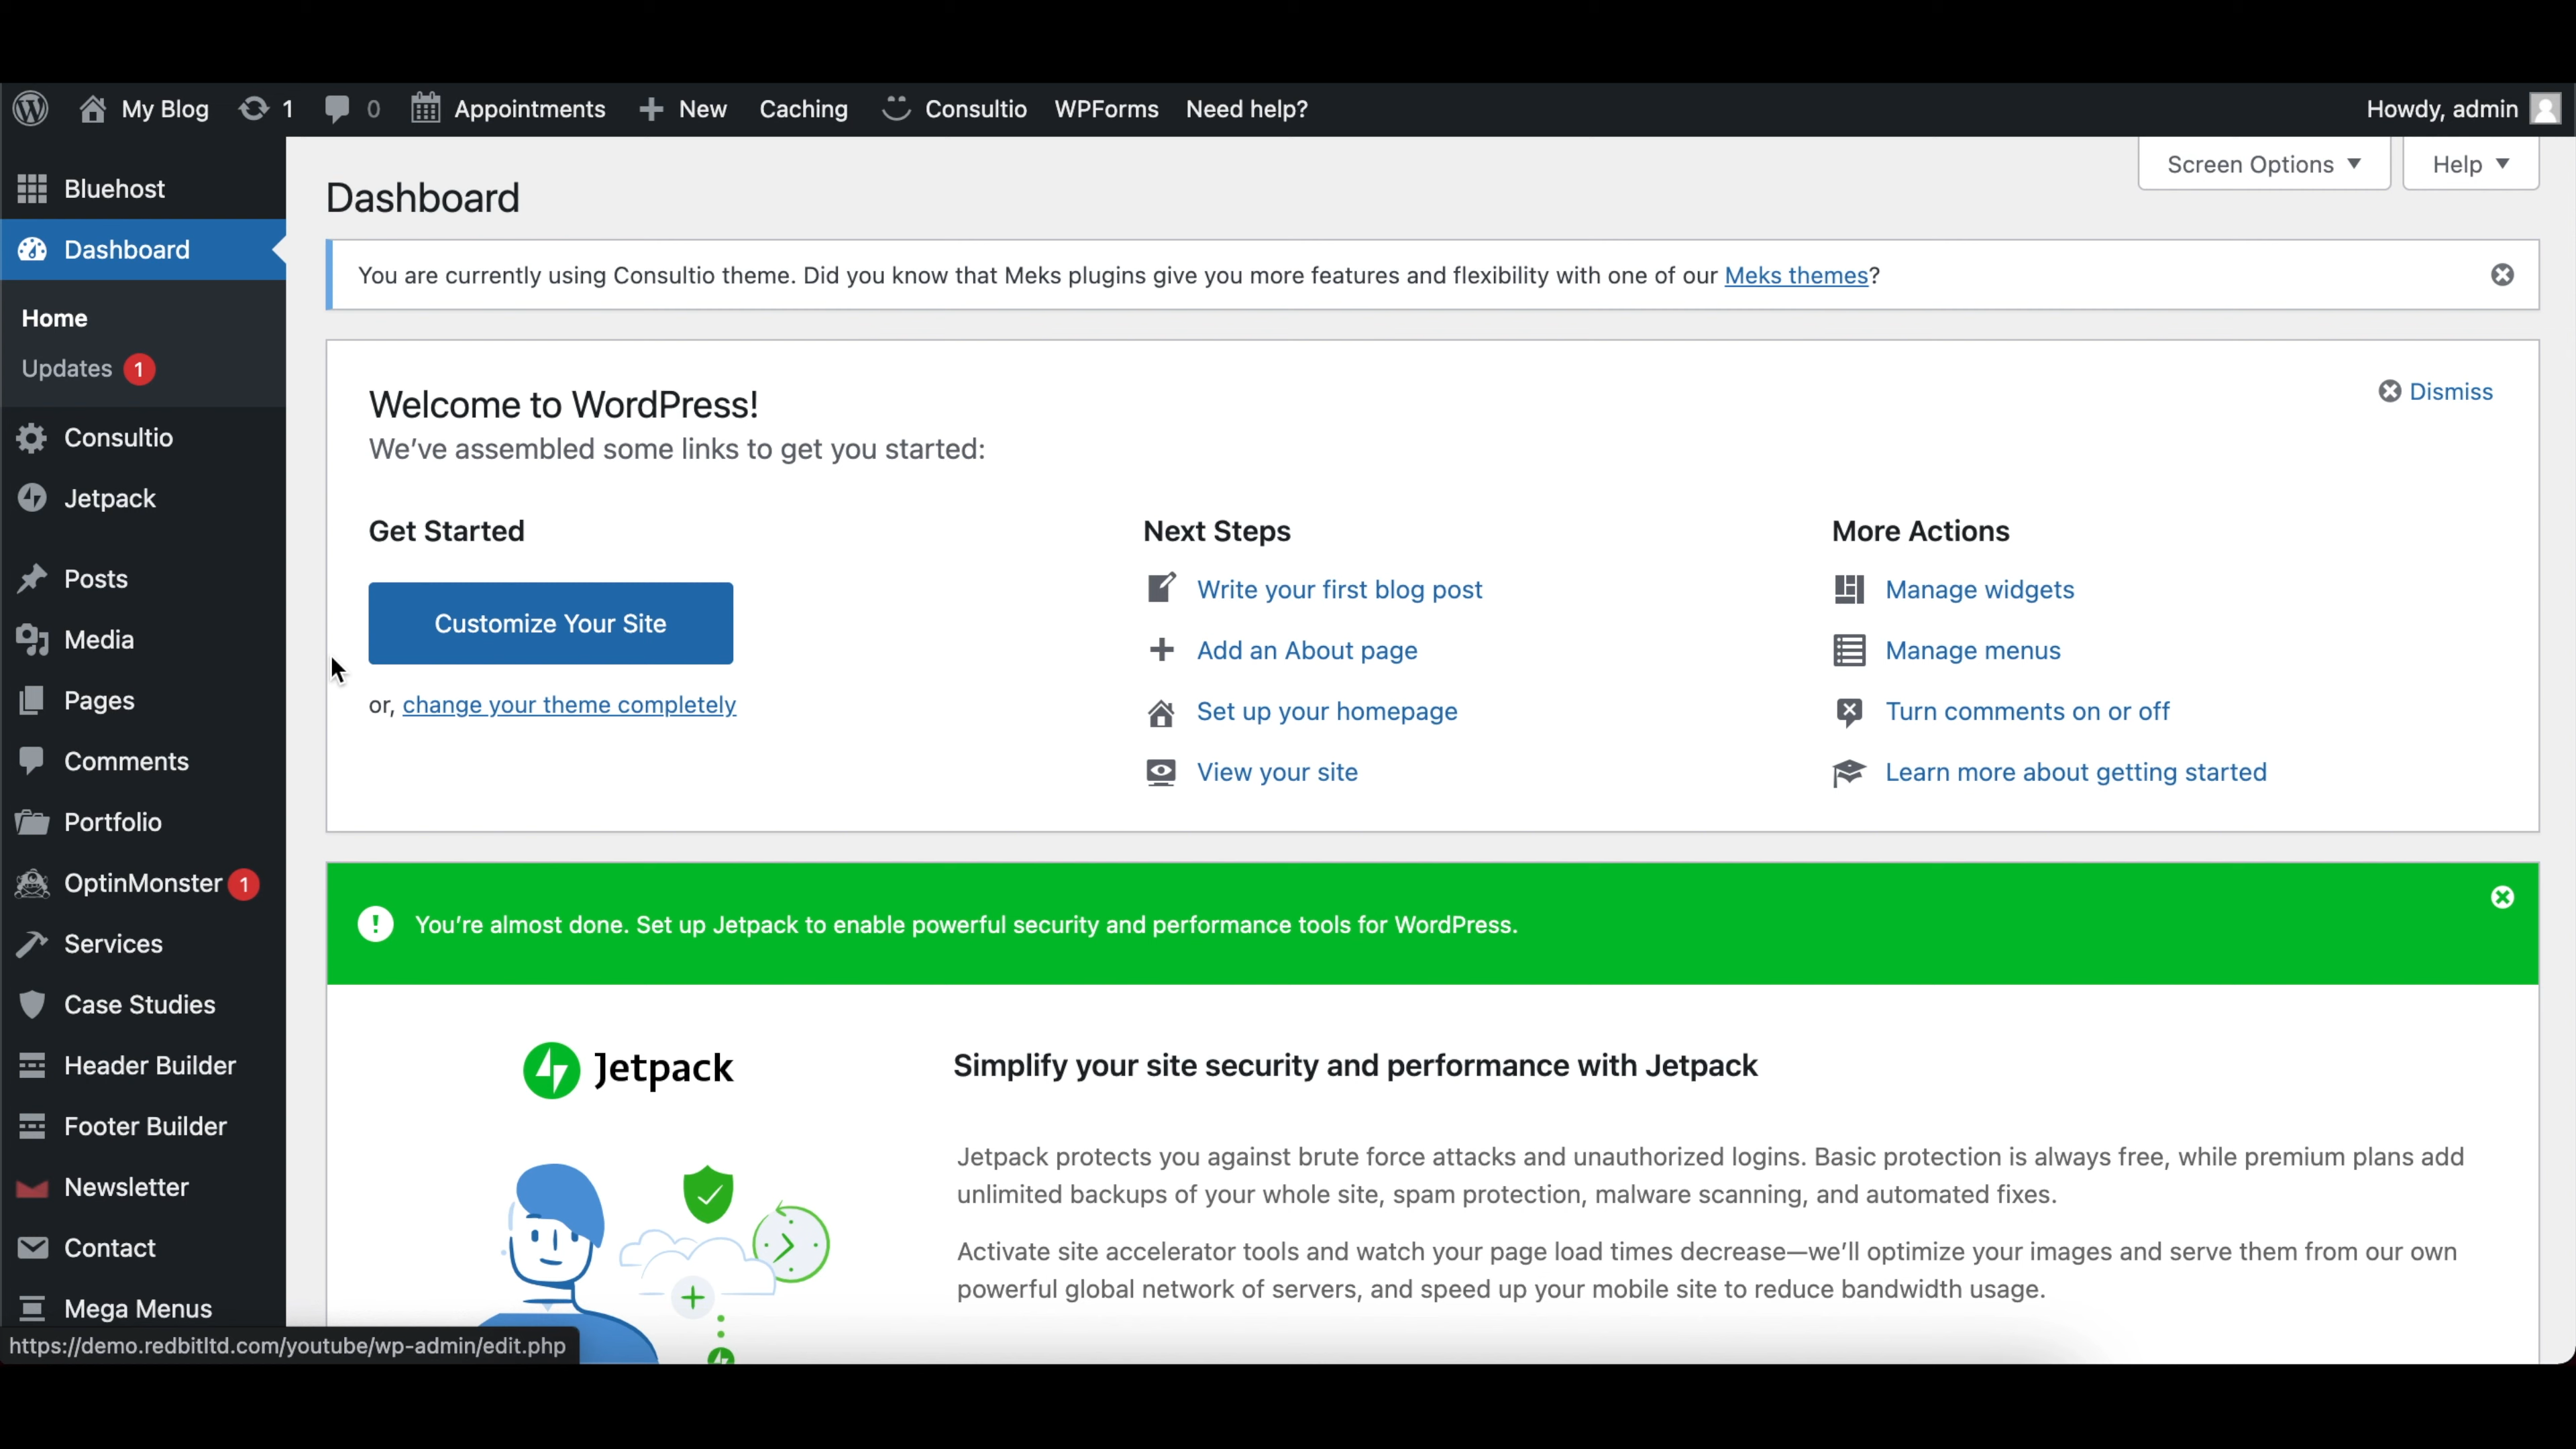 My Blog 1 0 Appointments New Caching Consultio WPForms Need help? Howdy, admin
Screen Options Help
Bluehost
Dashboard
Home
Updates 1
Consultio
Jetpack
Posts
Media
Pages
Comments
Portfolio
OptinMonster 1
Services
Case Studies
Header Builder
Footer Builder
Newsletter
Contact
Mega Menus
Dashboard
You are currently using Consultio theme. Did you know that Meks plugins give you more features and flexibility with one of our Meks themes?
Welcome to WordPress!
Dismiss
We've assembled some links to get you started:
Get Started
Customize Your Site
or, change your theme completely
Next Steps
Write your first blog post
Add an About page
Set up your homepage
View your site
More Actions
Manage widgets
Manage menus
Turn comments on or off
Learn more about getting started
! You're almost done. Set up Jetpack to enable powerful security and performance tools for WordPress.
Jetpack
Simplify your site security and performance with Jetpack
Jetpack protects you against brute force attacks and unauthorized logins. Basic protection is always free, while premium plans add
unlimited backups of your whole site, spam protection, malware scanning, and automated fixes.
Activate site accelerator tools and watch your page load times decrease—we'll optimize your images and serve them from our own
powerful global network of servers, and speed up your mobile site to reduce bandwidth usage.
https://demo.redbitltd.com/youtube/wp-admin/edit.php